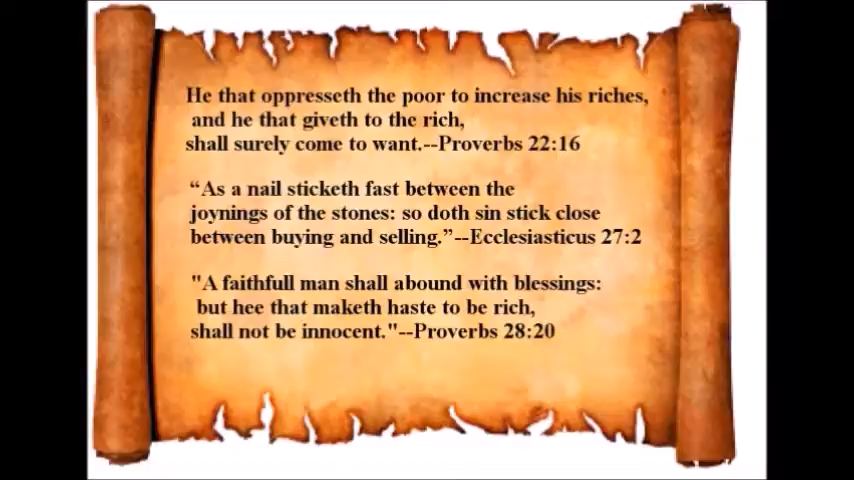 He that oppresseth the poor to increase his riches,
and he that giveth to the rich,
shall surely come to want.--Proverbs 22:16
“As a nail sticketh fast between the
joynings of the stones: so doth sin stick close
between buying and selling.”--Ecclesiasticus 27:2
"A faithfull man shall abound with blessings:
but hee that maketh haste to be rich,
shall not be innocent."--Proverbs 28:20